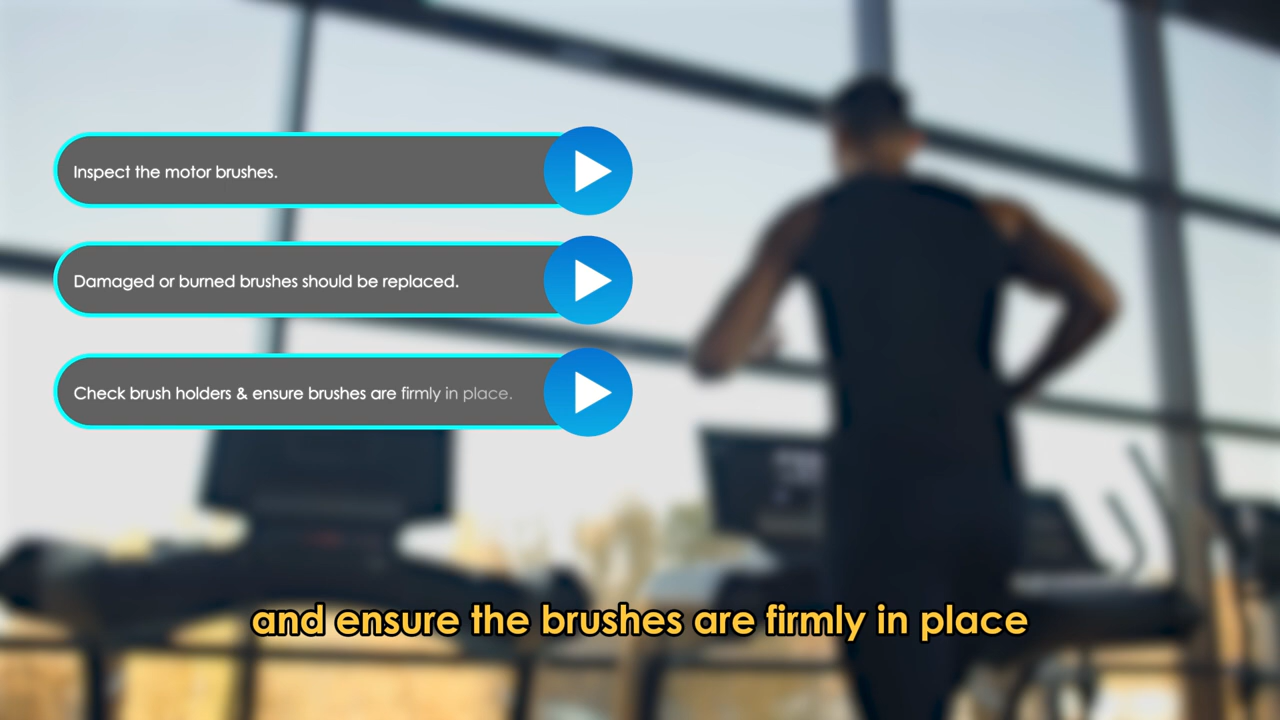 Inspect the motor brushes.
Damaged or burned brushes should be replaced.
Check brush holders & ensure brushes are firmly in place.
and ensure the brushes are firmly in place